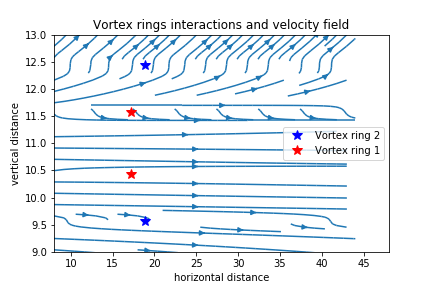 Vortex rings interactions and velocity field
13.0
12.5
12.0
11.5
11.0
10.5
10.0
9.5
9.0
vertical distance
Vortex ring 2
Vortex ring 1
10 15 20 25 30 35 40 45
horizontal distance